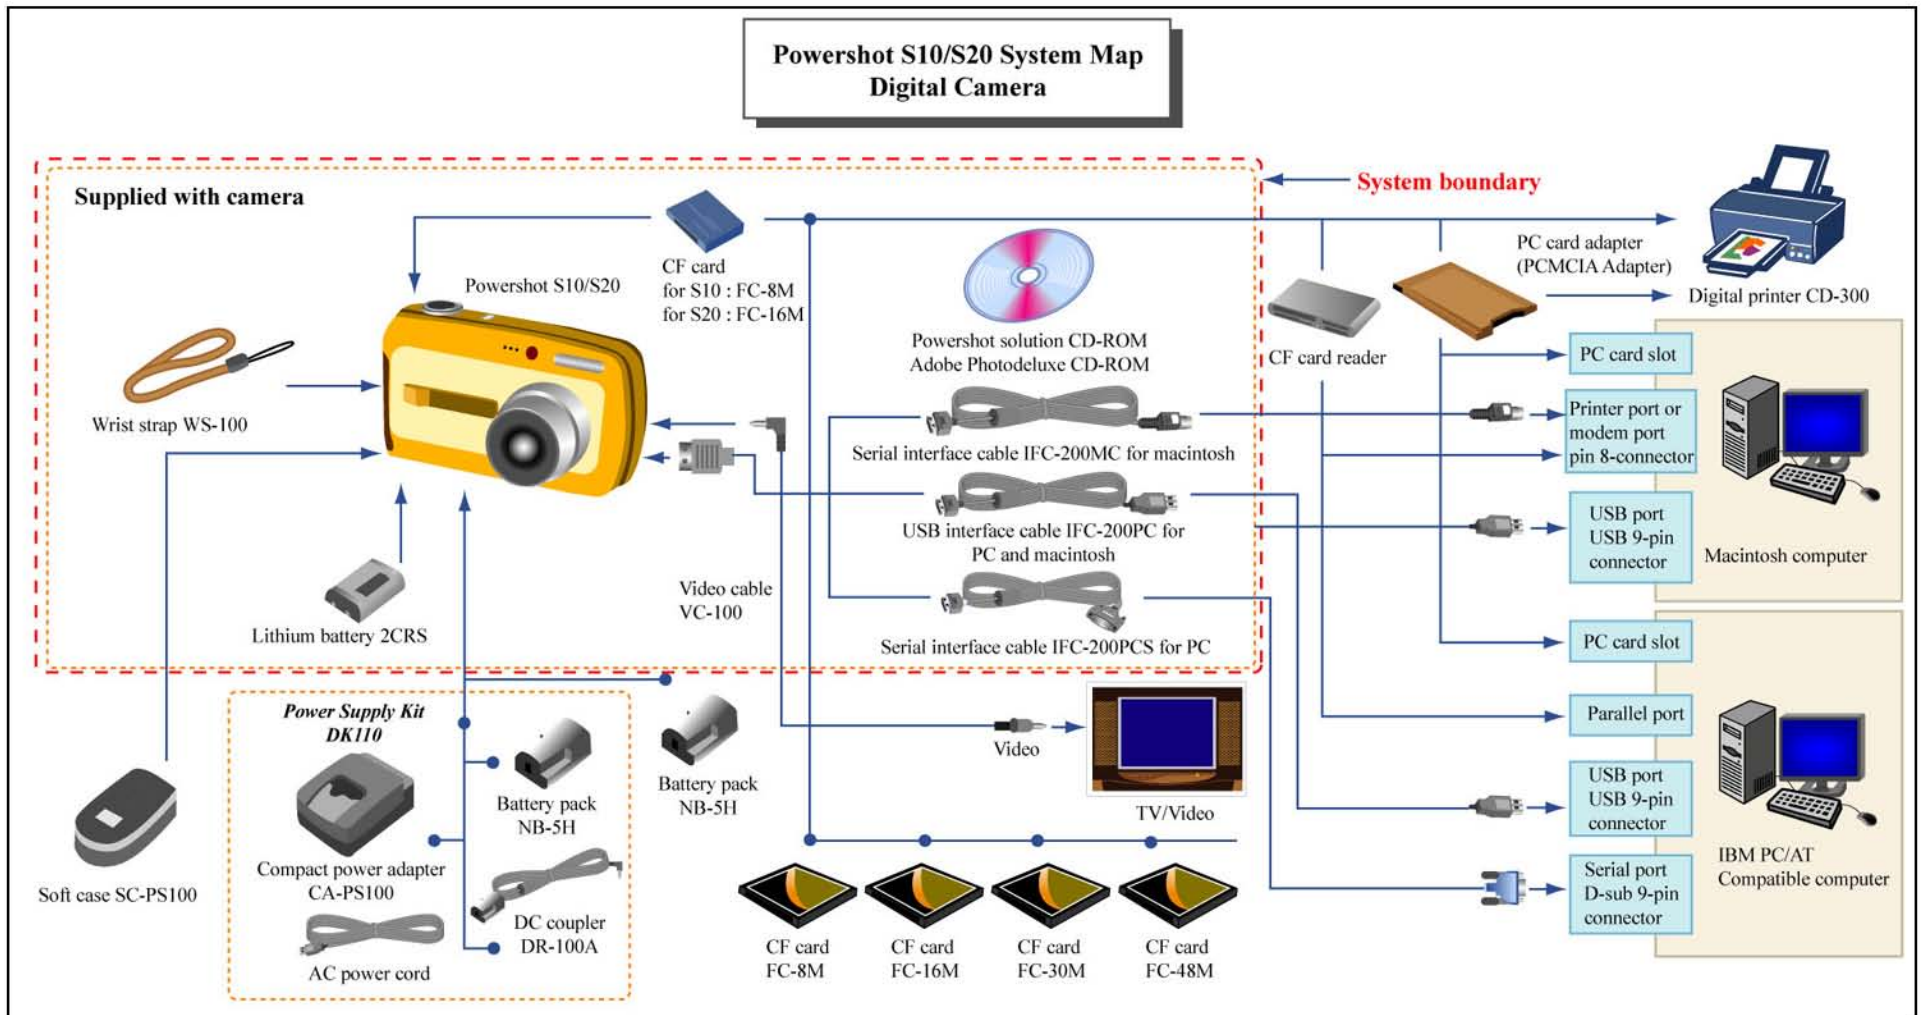 Powershot S10/S20 System Map
Digital Camera
Supplied with camera
System boundary
CF card
for S10 : FC-8M
for S20 : FC-16M
Powershot S10/S20
Powershot solution CD-ROM
Adobe Photodeluxe CD-ROM
CF card reader
PC card adapter
(PCMCIA Adapter)
Digital printer CD-300
Wrist strap WS-100
Serial interface cable IFC-200MC for macintosh
USB interface cable IFC-200PC for
PC and macintosh
Serial interface cable IFC-200PCS for PC
Video cable
VC-100
Lithium battery 2CRS
PC card slot
Printer port or
modem port
pin 8-connector
USB port
USB 9-pin
connector
Macintosh computer
PC card slot
Parallel port
USB port
USB 9-pin
connector
Serial port
D-sub 9-pin
connector
IBM PC/AT
Compatible computer
Power Supply Kit
DK110
Battery pack
NB-5H
Battery pack
NB-5H
Video
TV/Video
Soft case SC-PS100
Compact power adapter
CA-PS100
DC coupler
DR-100A
AC power cord
CF card
FC-8M
CF card
FC-16M
CF card
FC-30M
CF card
FC-48M